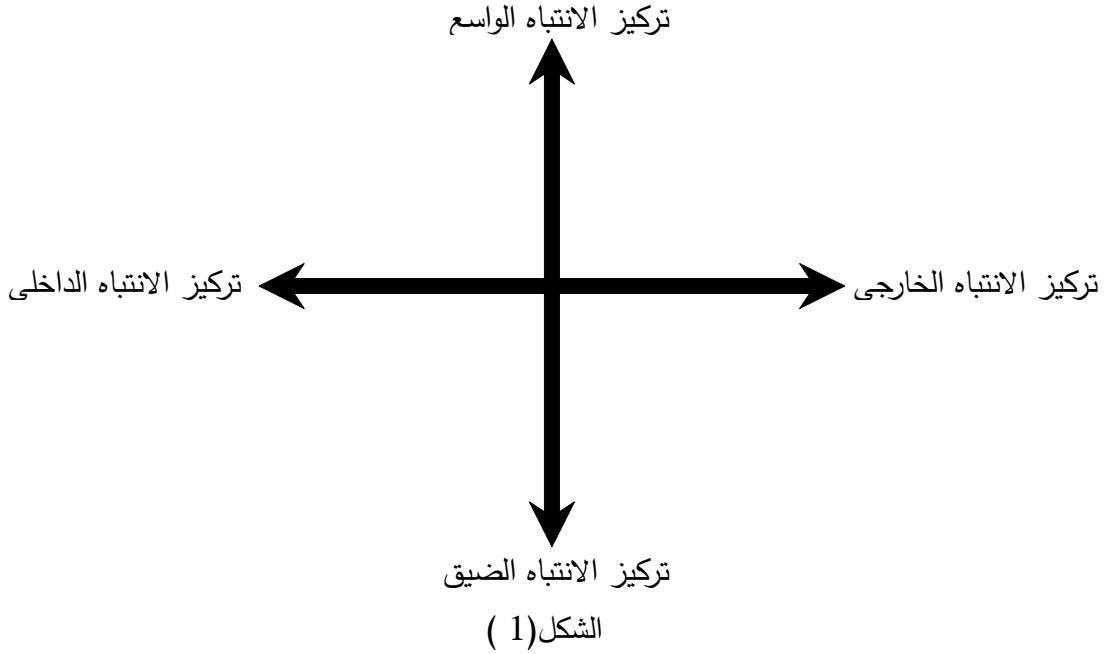 تركيز الانتباه الواسع
تركيز الانتباه الخارجى
تركيز الانتباه الداخلى
تركيز الانتباه الضيق
الشكل(1 )